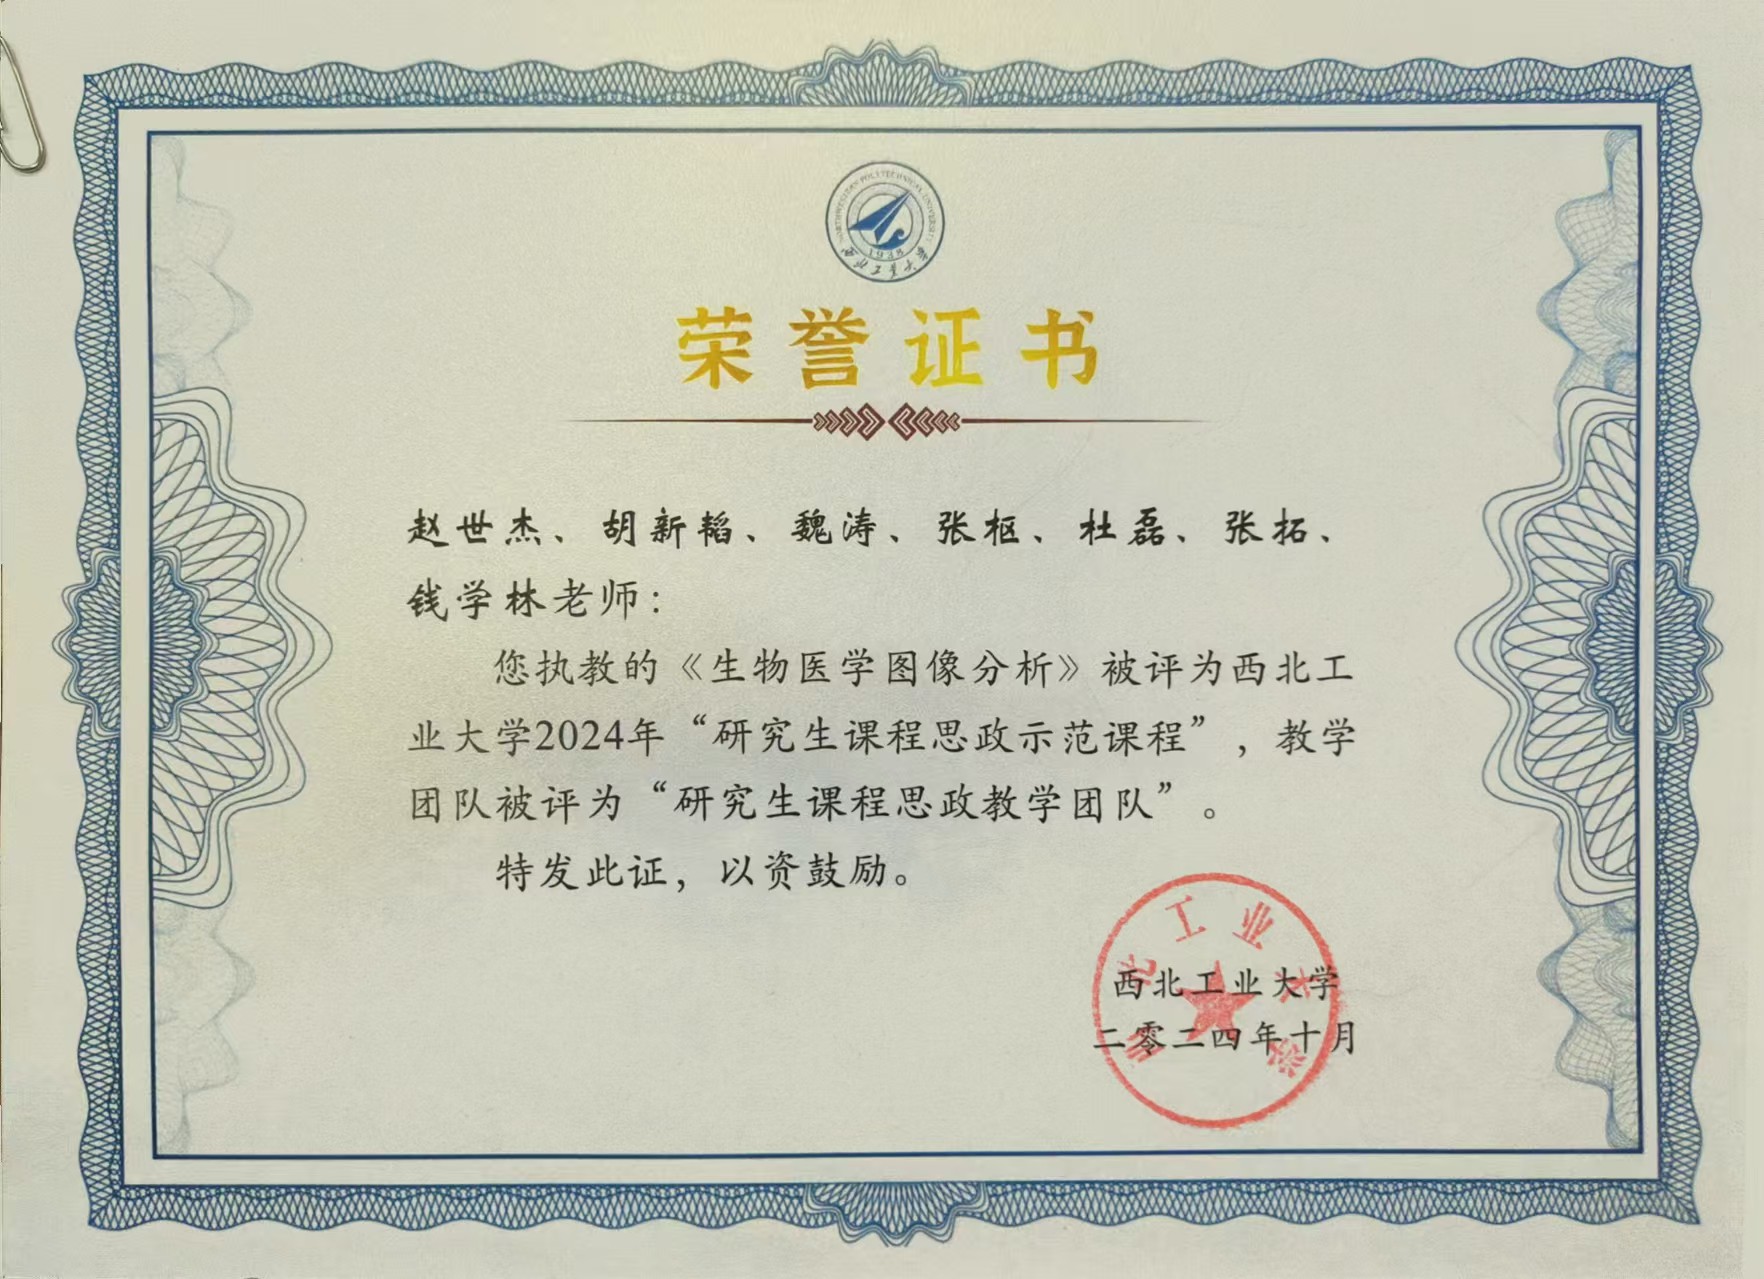 NORTHWESTERN POLYTECHNICAL UNIVERSITY
1938
西北工业大学
荣誉证书
赵世杰、胡新韬、魏涛、张枢、杜磊、张拓、
钱学林老师：
您执教的《生物医学图像分析》被评为西北工
业大学2024年“研究生课程思政示范课程”，教学
团队被评为“研究生课程思政教学团队”。
特发此证，以资鼓励。
西北工业大学
西北工业大学
二零二四年十月